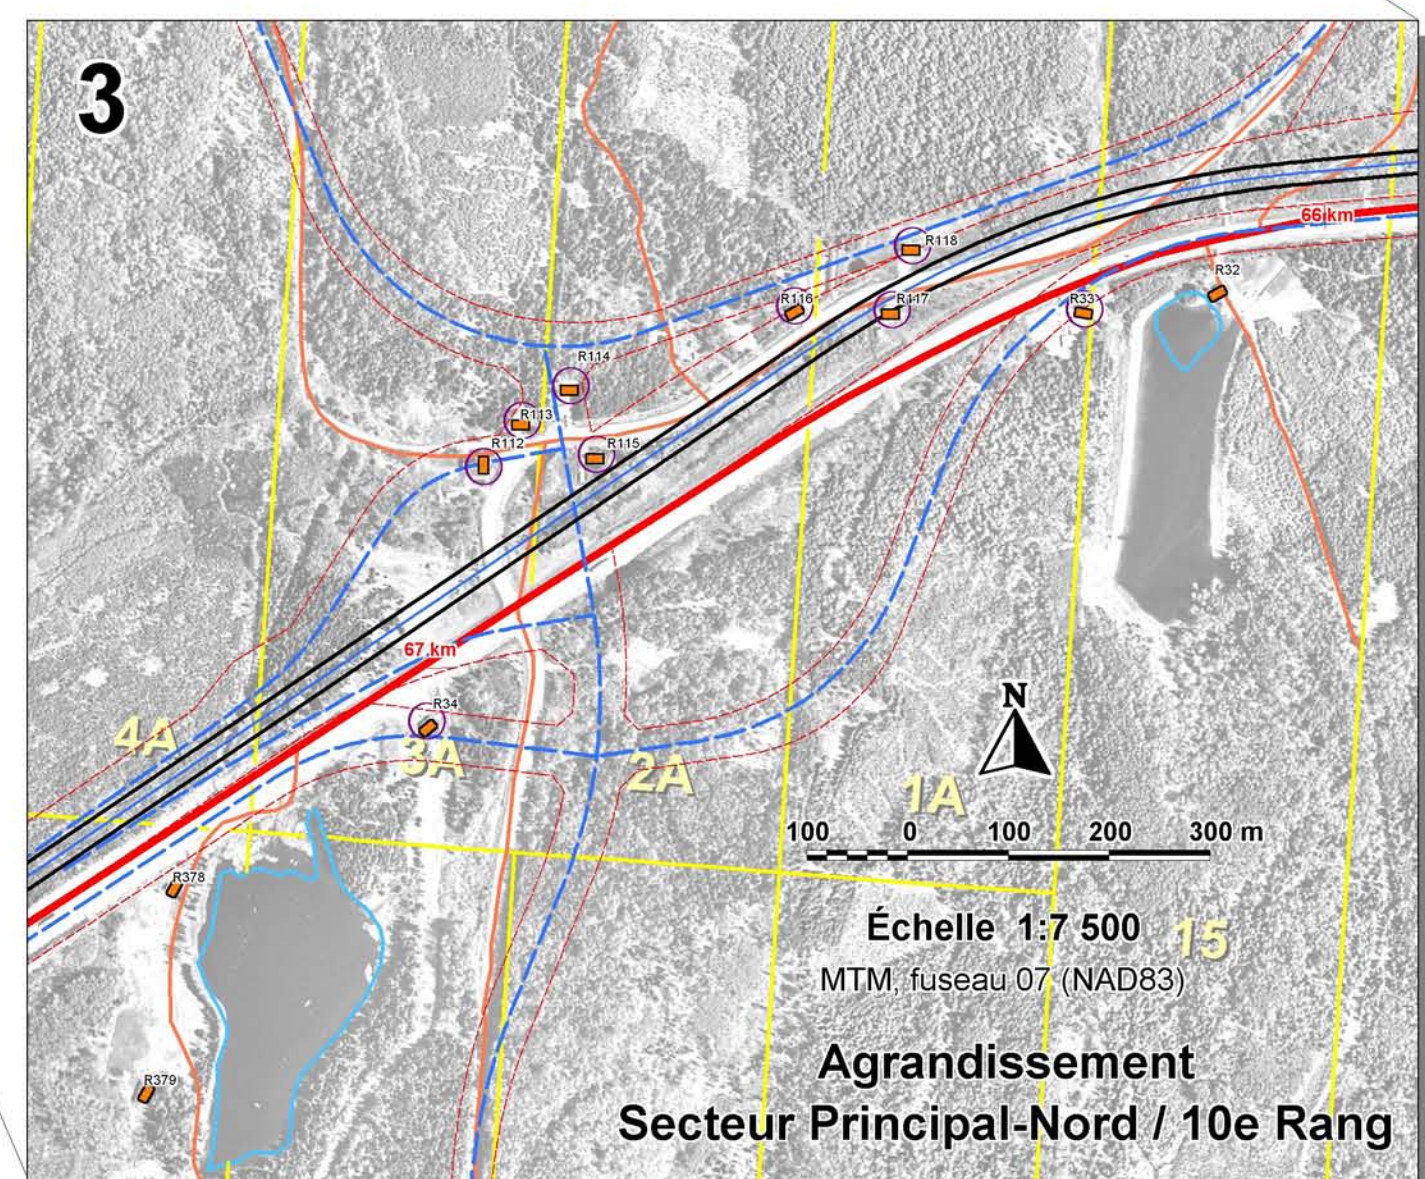 3
66 km
R118
R32
R116
R117
R33
R114
R113
R112
R115
67 km
R34
4A
3A
2A
1A
N
100 0 100 200 300 m
R378
Échelle 1:7 500
15
MTM, fuseau 07 (NAD83)
Agrandissement
R379
Secteur Principal-Nord / 10e Rang